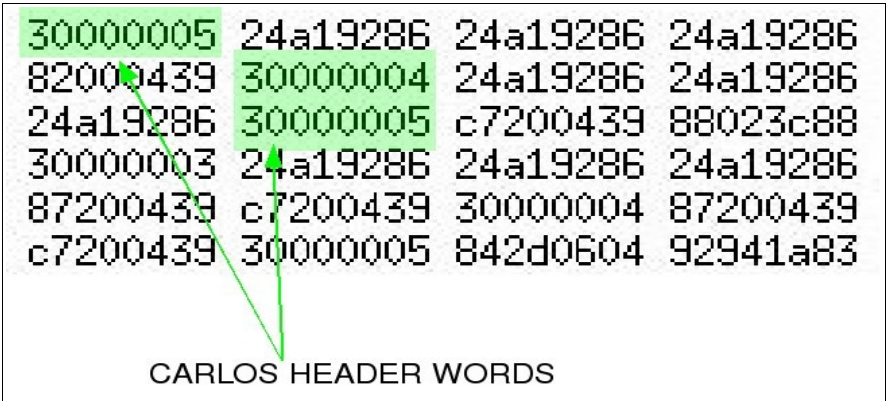 30000005 24a19286 24a19286 24a19286
82000439 30000004 24a19286 24a19286
24a19286 30000005 c7200439 88023c88
30000003 24a19286 24a19286 24a19286
87200439 c7200439 30000004 87200439
c7200439 30000005 842d0604 92941a83
CARLOS HEADER WORDS